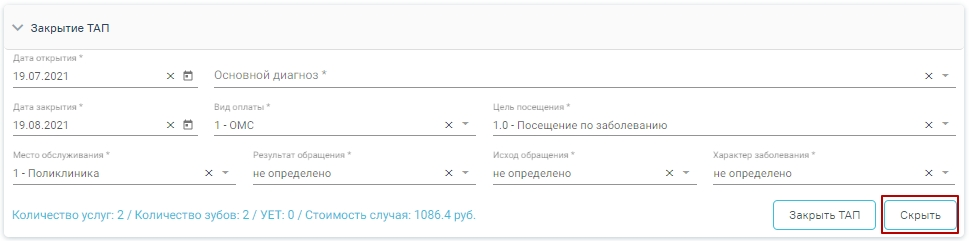 Закрытие ТАП
Дата открытия *
19.07.2021
Основной диагноз *
Дата закрытия *
19.08.2021
Вид оплаты *
1 - ОМС
Цель посещения *
1.0 - Посещение по заболеванию
Место обслуживания *
1 - Поликлиника
Результат обращения *
не определено
Исход обращения *
не определено
Характер заболевания *
не определено
Количество услуг: 2 / Количество зубов: 2 / УЕТ: 0 / Стоимость случая: 1086.4 руб.
Закрыть ТАП
Скрыть